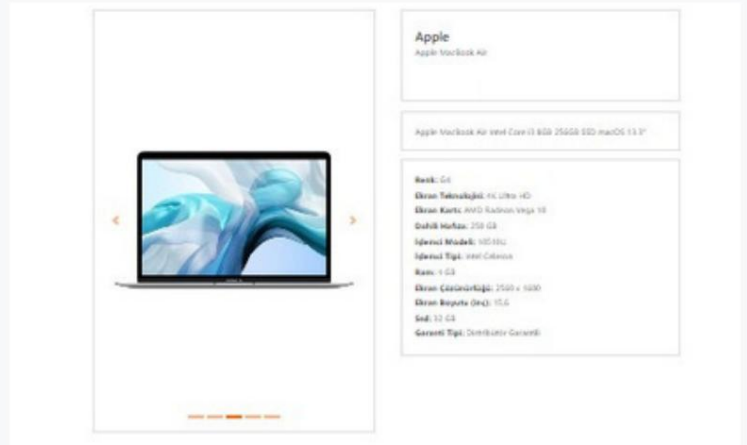 Apple
Apple MacBook Air
Apple MacBook Air Intel Core i3 8GB 256GB SSD macOS 13.3"
Renk: Gri
Ekran Teknolojisi: 4K Ultra HD
Ekran Kartı: AMD Radeon Vega 10
Dahili Hafıza: 250 GB
İşlemci Modeli: 10510U
İşlemci Tipi: Intel Celeron
Ram: 4 GB
Ekran Çözünürlüğü: 2560 x 1600
Ekran Boyutu (inç): 15,6
Ssd: 32 GB
Garanti Tipi: Distribütör Garantili